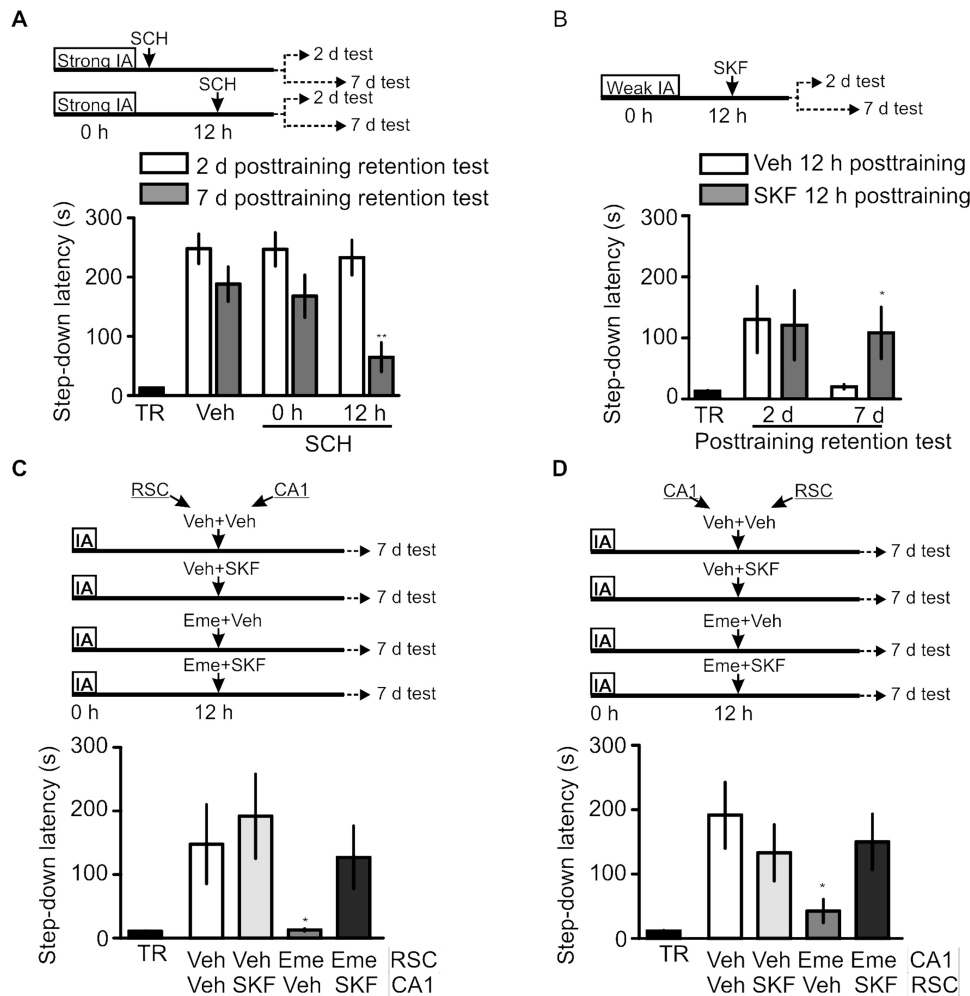 A
SCH
Strong IA
2 d test
7 d test
SCH
Strong IA
2 d test
7 d test
0 h 12 h
2 d posttraining retention test
7 d posttraining retention test
Step-down latency (s)
300
200
100
0
**
TR Veh 0 h 12 h
SCH
B
SKF
Weak IA
2 d test
7 d test
0 h 12 h
Veh 12 h posttraining
SKF 12 h posttraining
Step-down latency (s)
300
200
100
0
*
TR 2 d 7 d
Posttraining retention test
C
RSC CA1
Veh+Veh
IA 7 d test
Veh+SKF
IA 7 d test
Eme+Veh
IA 7 d test
Eme+SKF
IA 7 d test
0 h 12 h
Step-down latency (s)
300
200
100
0
*
TR Veh Veh Eme Eme RSC
Veh SKF Veh SKF CA1
D
CA1 RSC
Veh+Veh
IA 7 d test
Veh+SKF
IA 7 d test
Eme+Veh
IA 7 d test
Eme+SKF
IA 7 d test
0 h 12 h
Step-down latency (s)
300
200
100
0
*
TR Veh Veh Eme Eme CA1
Veh SKF Veh SKF RSC